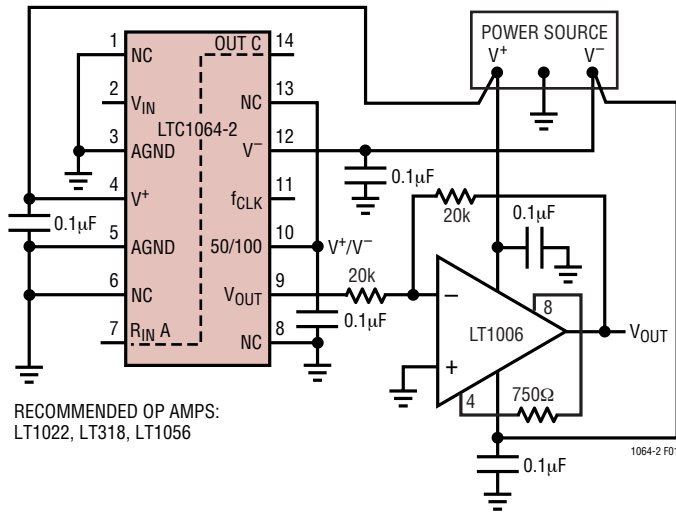 POWER SOURCE
V+ V–
1 NC
2 VIN
3 AGND
4 V+
5 AGND
6 NC
7 RIN A
LTC1064-2
OUT C 14
NC 13
V– 12
fCLK 11
50/100 10
VOUT 9
NC 8
0.1µF
V+/V–
0.1µF
0.1µF
20k
20k
0.1µF
–
+
LT1006
8
4
750Ω
VOUT
0.1µF
RECOMMENDED OP AMPS:
LT1022, LT318, LT1056
1064-2 F01